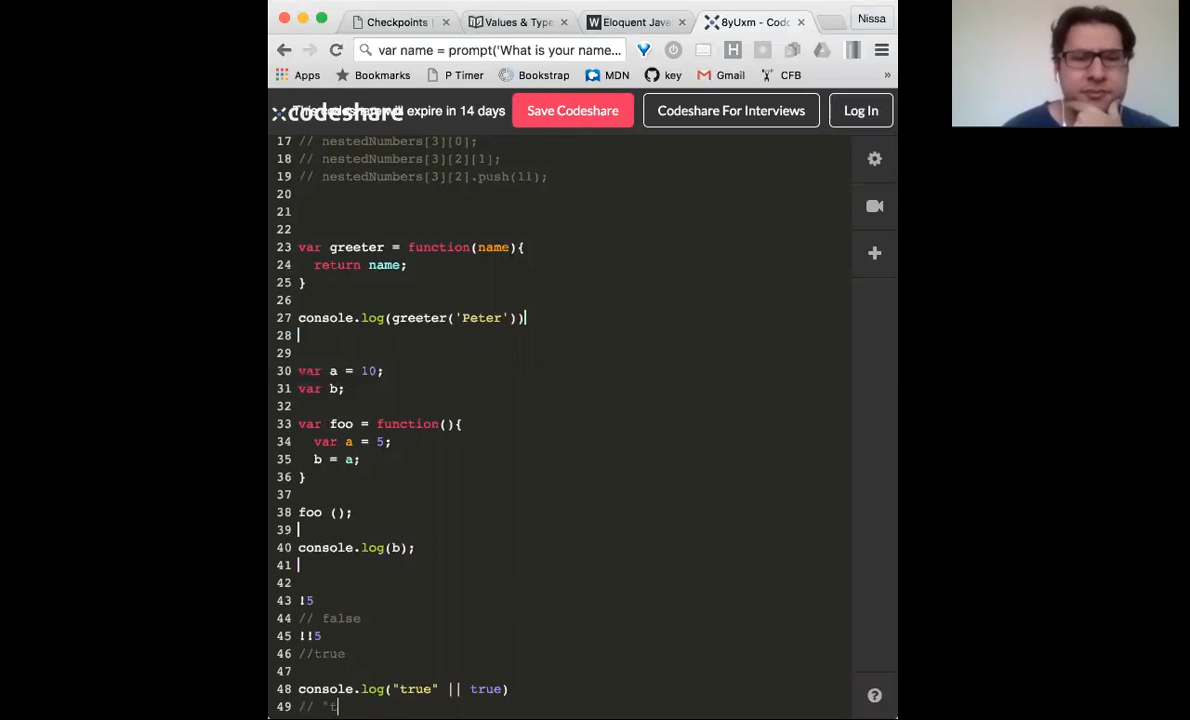 Checkpoints
Values & Type
Eloquent Java
8yUxm - Codc
Nissa
var name = prompt('What is your name...
Apps
Bookmarks
P Timer
Bookstrap
MDN
key
Gmail
CFB
»
codeshare
will expire in 14 days
Save Codeshare
Codeshare For Interviews
Log In
17 // nestedNumbers[3][0];
18 // nestedNumbers[3][2][1];
19 // nestedNumbers[3][2].push(11);
20
21
22
23 var greeter = function(name){
24 return name;
25 }
26
27 console.log(greeter('Peter'))
28
29
30 var a = 10;
31 var b;
32
33 var foo = function(){
34 var a = 5;
35 b = a;
36 }
37
38 foo ();
39
40 console.log(b);
41
42
43 !5
44 // false
45 !!5
46 //true
47
48 console.log("true" || true)
49 // "t